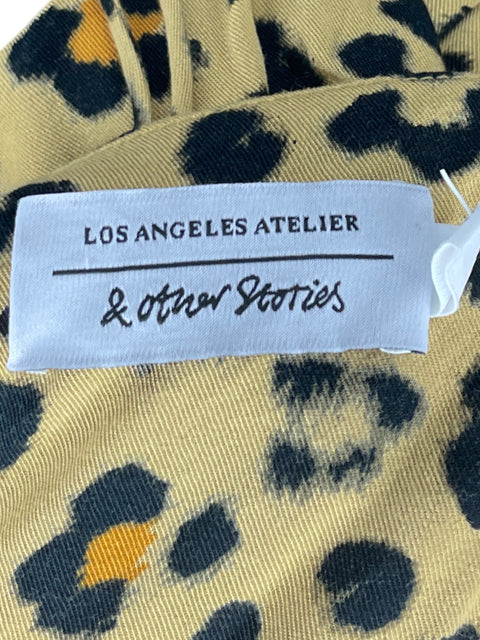 LOS ANGELES ATELIER
& other Stories